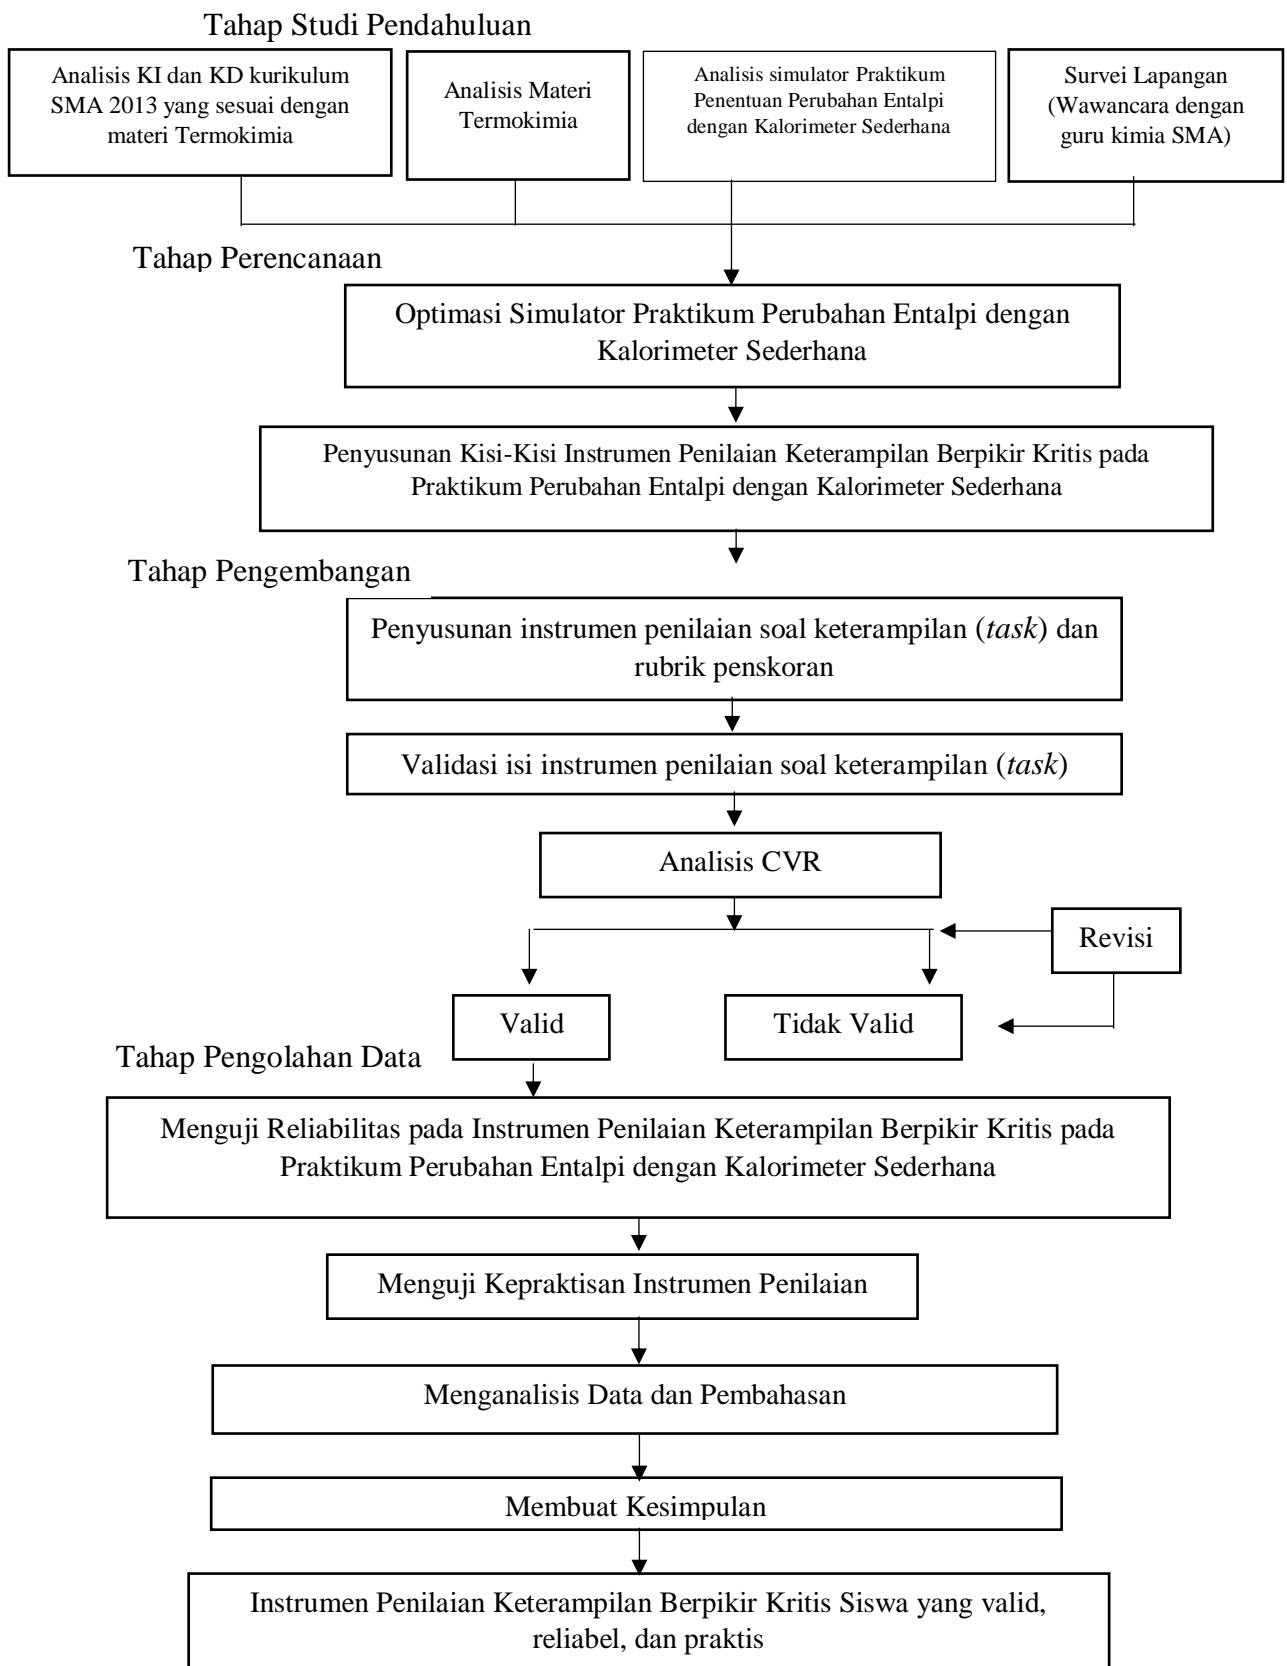 Tahap Studi Pendahuluan
Analisis KI dan KD kurikulum
SMA 2013 yang sesuai dengan
materi Termokimia
Analisis Materi
Termokimia
Analisis simulator Praktikum
Penentuan Perubahan Entalpi
dengan Kalorimeter Sederhana
Survei Lapangan
(Wawancara dengan
guru kimia SMA)
Tahap Perencanaan
Optimasi Simulator Praktikum Perubahan Entalpi dengan
Kalorimeter Sederhana
Penyusunan Kisi-Kisi Instrumen Penilaian Keterampilan Berpikir Kritis pada
Praktikum Perubahan Entalpi dengan Kalorimeter Sederhana
Tahap Pengembangan
Penyusunan instrumen penilaian soal keterampilan (task) dan
rubrik penskoran
Validasi isi instrumen penilaian soal keterampilan (task)
Analisis CVR
Revisi
Valid
Tidak Valid
Tahap Pengolahan Data
Menguji Reliabilitas pada Instrumen Penilaian Keterampilan Berpikir Kritis pada
Praktikum Perubahan Entalpi dengan Kalorimeter Sederhana
Menguji Kepraktisan Instrumen Penilaian
Menganalisis Data dan Pembahasan
Membuat Kesimpulan
Instrumen Penilaian Keterampilan Berpikir Kritis Siswa yang valid,
reliabel, dan praktis